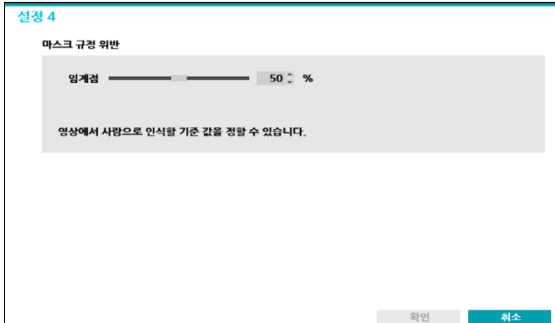 설정 4
마스크 규정 위반
임계점 50 %
영상에서 사람으로 인식할 기준 값을 정할 수 있습니다.
확인 취소